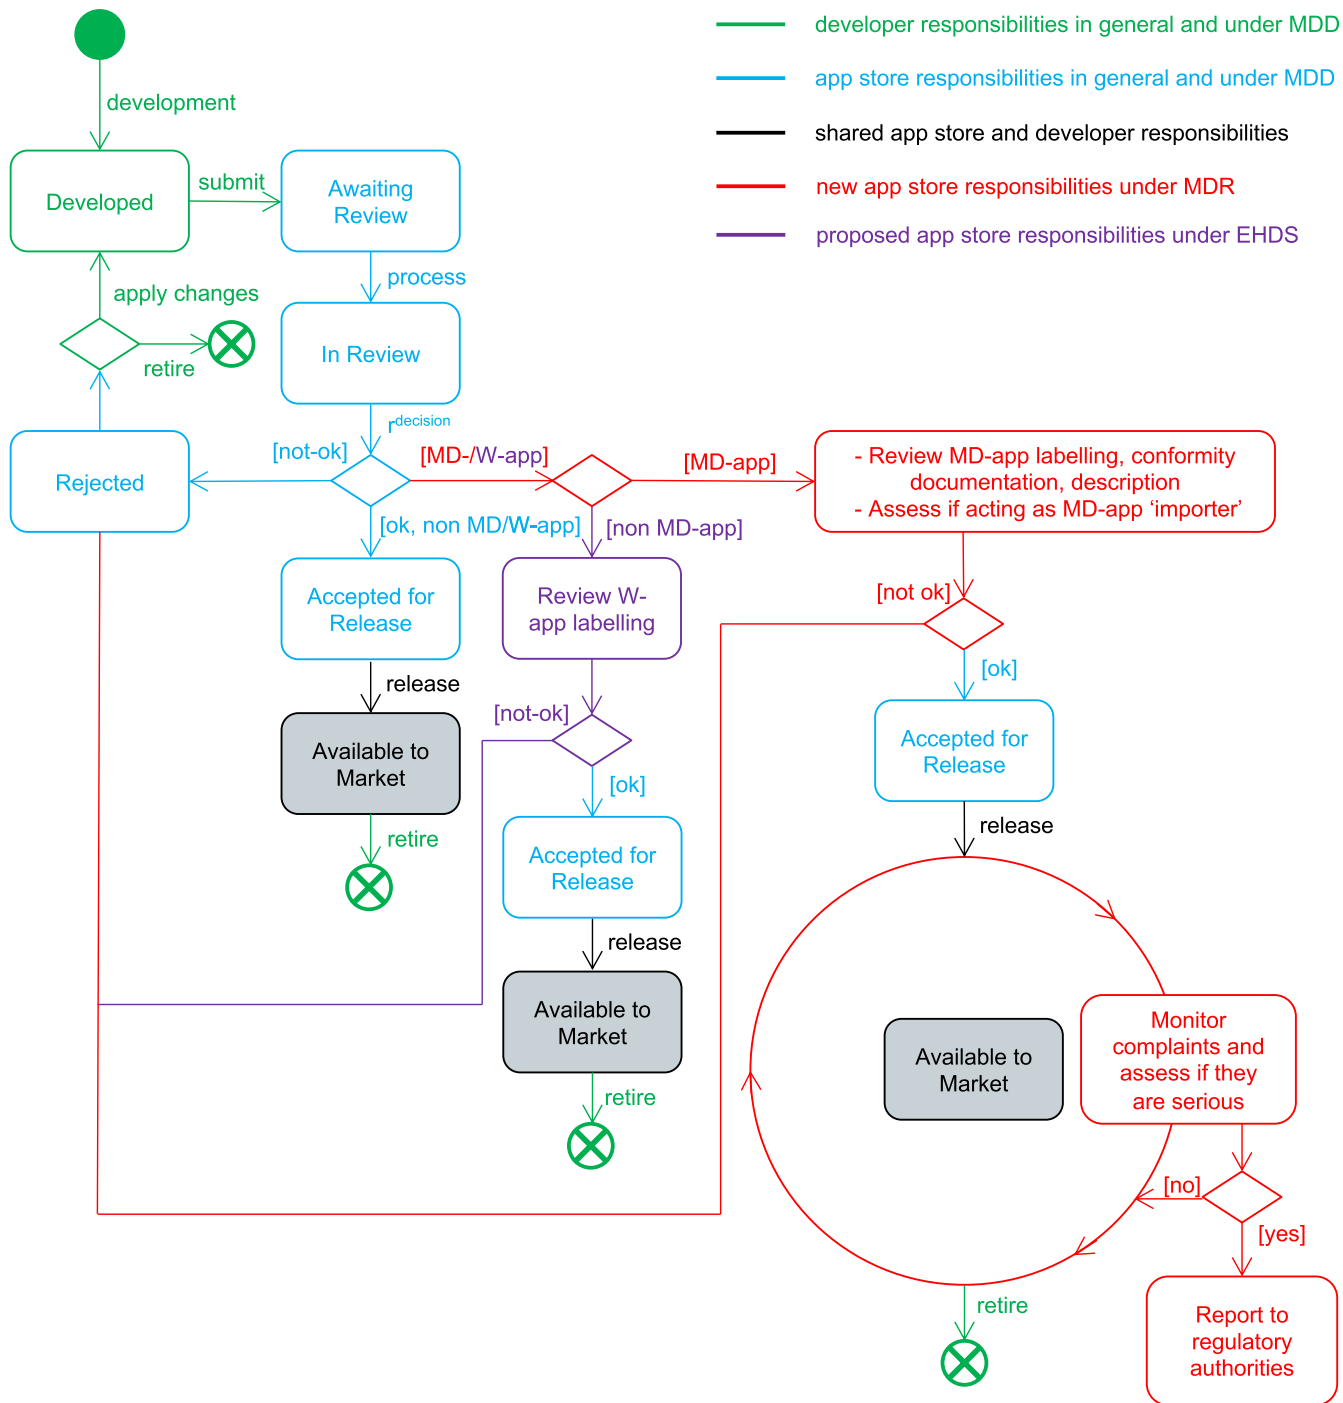 developer responsibilities in general and under MDD
app store responsibilities in general and under MDD
shared app store and developer responsibilities
new app store responsibilities under MDR
proposed app store responsibilities under EHDS
development
Developed
submit
Awaiting
Review
process
apply changes
retire
In Review
r^decision
[not-ok]
Rejected
[MD-/W-app]
[MD-app]
- Review MD-app labelling, conformity
documentation, description
- Assess if acting as MD-app ‘importer’
[ok, non MD/W-app]
[non MD-app]
Accepted for
Release
Review W-
app labelling
[not ok]
[ok]
release
[not-ok]
Available to
Market
Accepted for
Release
[ok]
retire
Accepted for
Release
release
release
Available to
Market
Available to
Market
Monitor
complaints and
assess if they
are serious
retire
[no]
[yes]
retire
Report to
regulatory
authorities